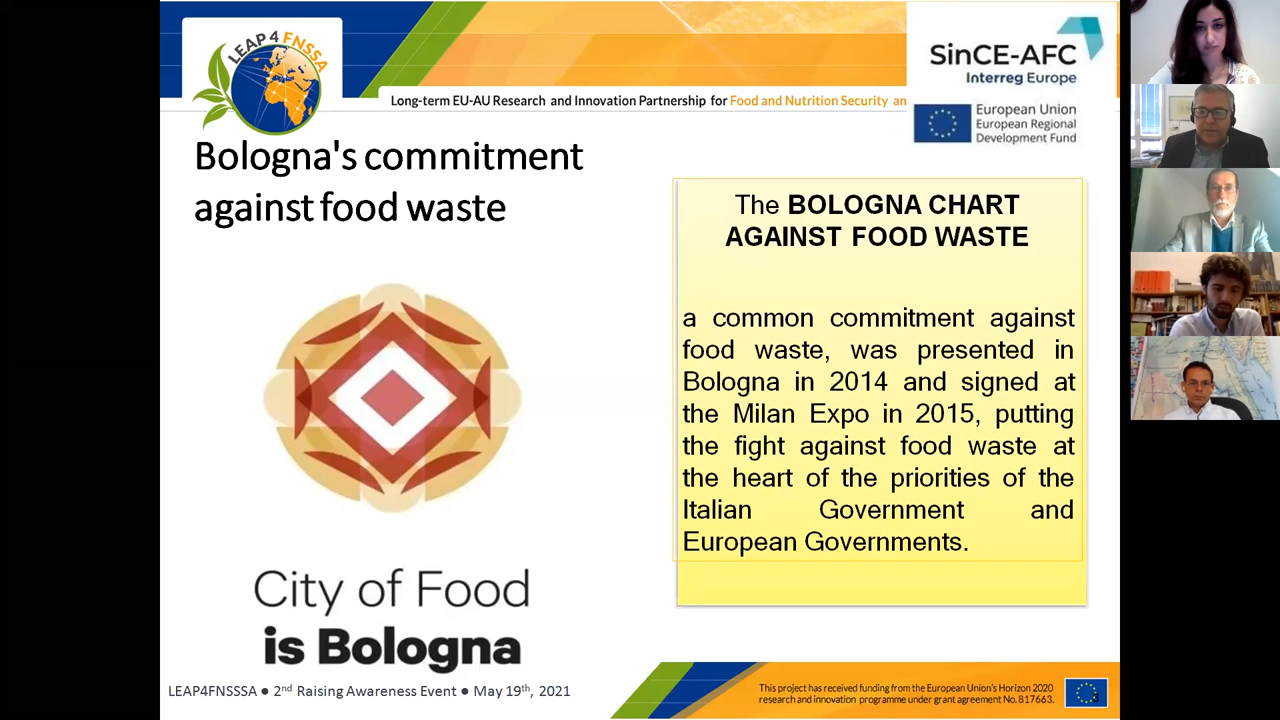 LEAP 4 FNSSA
SinCE-AFC
Interreg Europe
Long-term EU-AU Research and Innovation Partnership for Food and Nutrition Security an
European Union
European Regional
Development Fund
Bologna's commitment
against food waste
The BOLOGNA CHART
AGAINST FOOD WASTE
a common commitment against
food waste, was presented in
Bologna in 2014 and signed at
the Milan Expo in 2015, putting
the fight against food waste at
the heart of the priorities of the
Italian Government and
European Governments.
City of Food
is Bologna
LEAP4FNSSSA ● 2nd Raising Awareness Event ● May 19th, 2021
This project has received funding from the European Union's Horizon 2020
research and innovation programme under grant agreement No.817663.
3